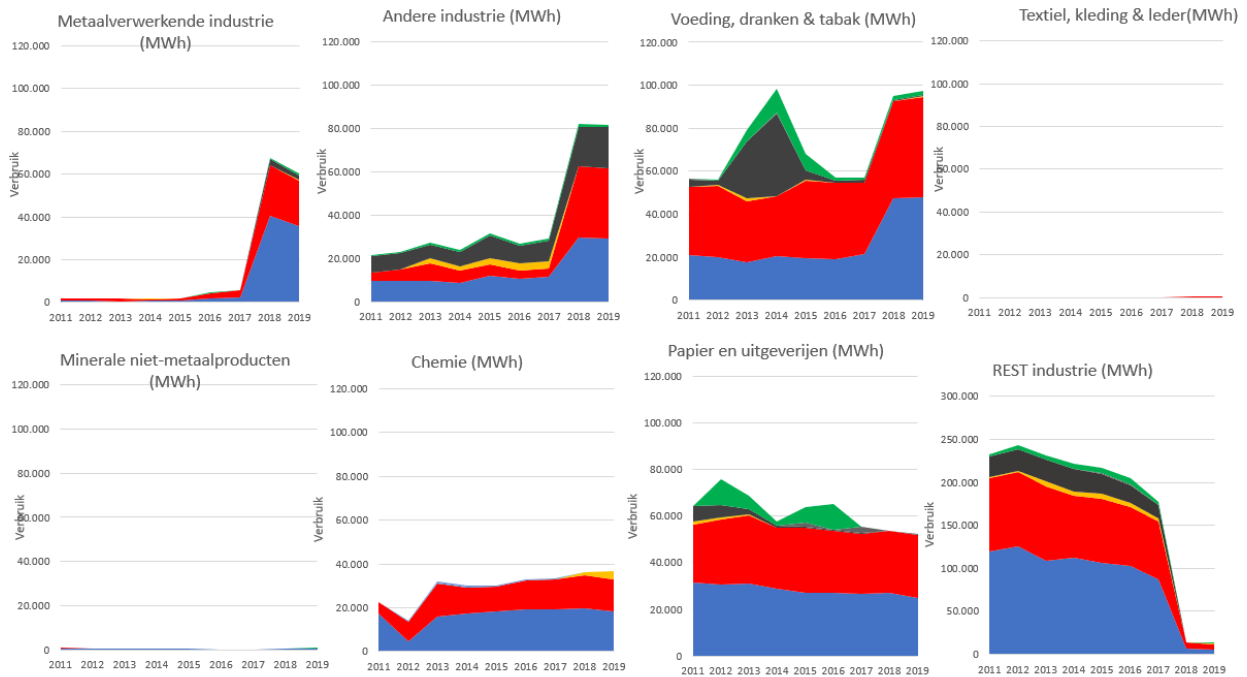 Metaalverwerkende industrie
(MWh)
120.000
100.000
80.000
60.000
40.000
20.000
0
Verbruik
2011 2012 2013 2014 2015 2016 2017 2018 2019
Andere industrie (MWh)
120.000
100.000
80.000
60.000
40.000
20.000
0
Verbruik
2011 2012 2013 2014 2015 2016 2017 2018 2019
Voeding, dranken & tabak (MWh)
120.000
100.000
80.000
60.000
40.000
20.000
0
Verbruik
2011 2012 2013 2014 2015 2016 2017 2018 2019
Textiel, kleding & leder(MWh)
120.000
100.000
80.000
60.000
40.000
20.000
0
Verbruik
2011 2012 2013 2014 2015 2016 2017 2018 2019
Minerale niet-metaalproducten
(MWh)
120.000
100.000
80.000
60.000
40.000
20.000
0
Verbruik
2011 2012 2013 2014 2015 2016 2017 2018 2019
Chemie (MWh)
120.000
100.000
80.000
60.000
40.000
20.000
0
Verbruik
2011 2012 2013 2014 2015 2016 2017 2018 2019
Papier en uitgeverijen (MWh)
120.000
100.000
80.000
60.000
40.000
20.000
0
Verbruik
2011 2012 2013 2014 2015 2016 2017 2018 2019
REST industrie (MWh)
300.000
250.000
200.000
150.000
100.000
50.000
0
Verbruik
2011 2012 2013 2014 2015 2016 2017 2018 2019